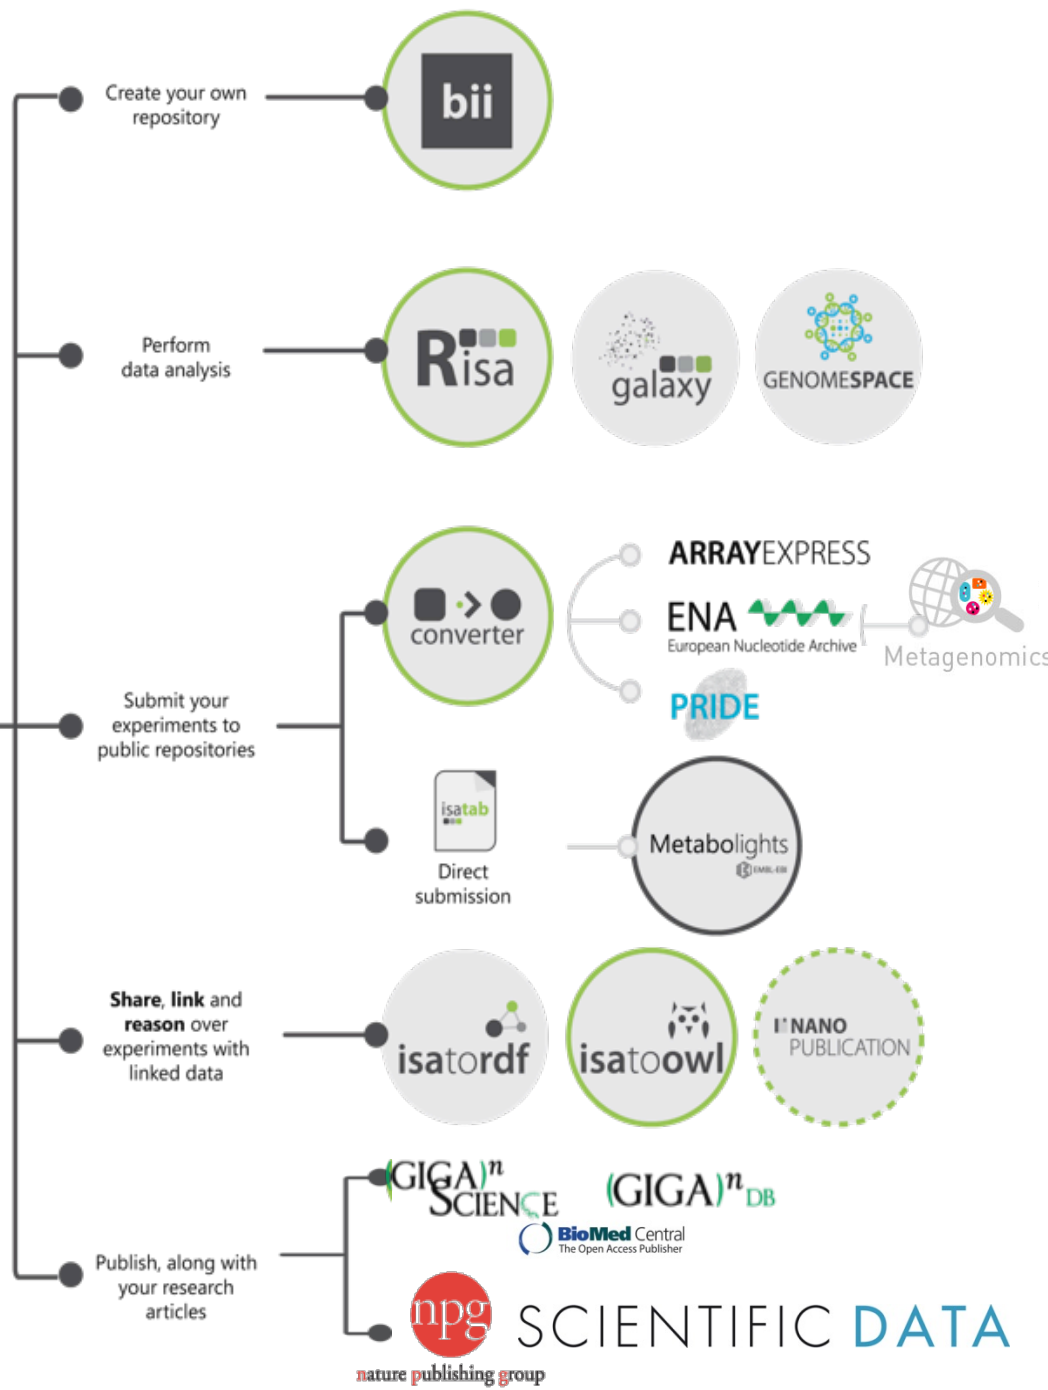 Create your own
repository
bii
Perform
data analysis
Risa
galaxy
GENOMESPACE
Submit your
experiments to
public repositories
converter
ARRAYEXPRESS
ENA
European Nucleotide Archive
Metagenomics
PRIDE
isatab
Direct
submission
Metabolights
EMBL-EBI
Share, link and
reason over
experiments with
linked data
isatordf
isatoowl
NANO
PUBLICATION
Publish, along with
your research
articles
(GIGA)n
SCIENCE
(GIGA)n DB
BioMed Central
The Open Access Publisher
npg
nature publishing group
SCIENTIFIC DATA